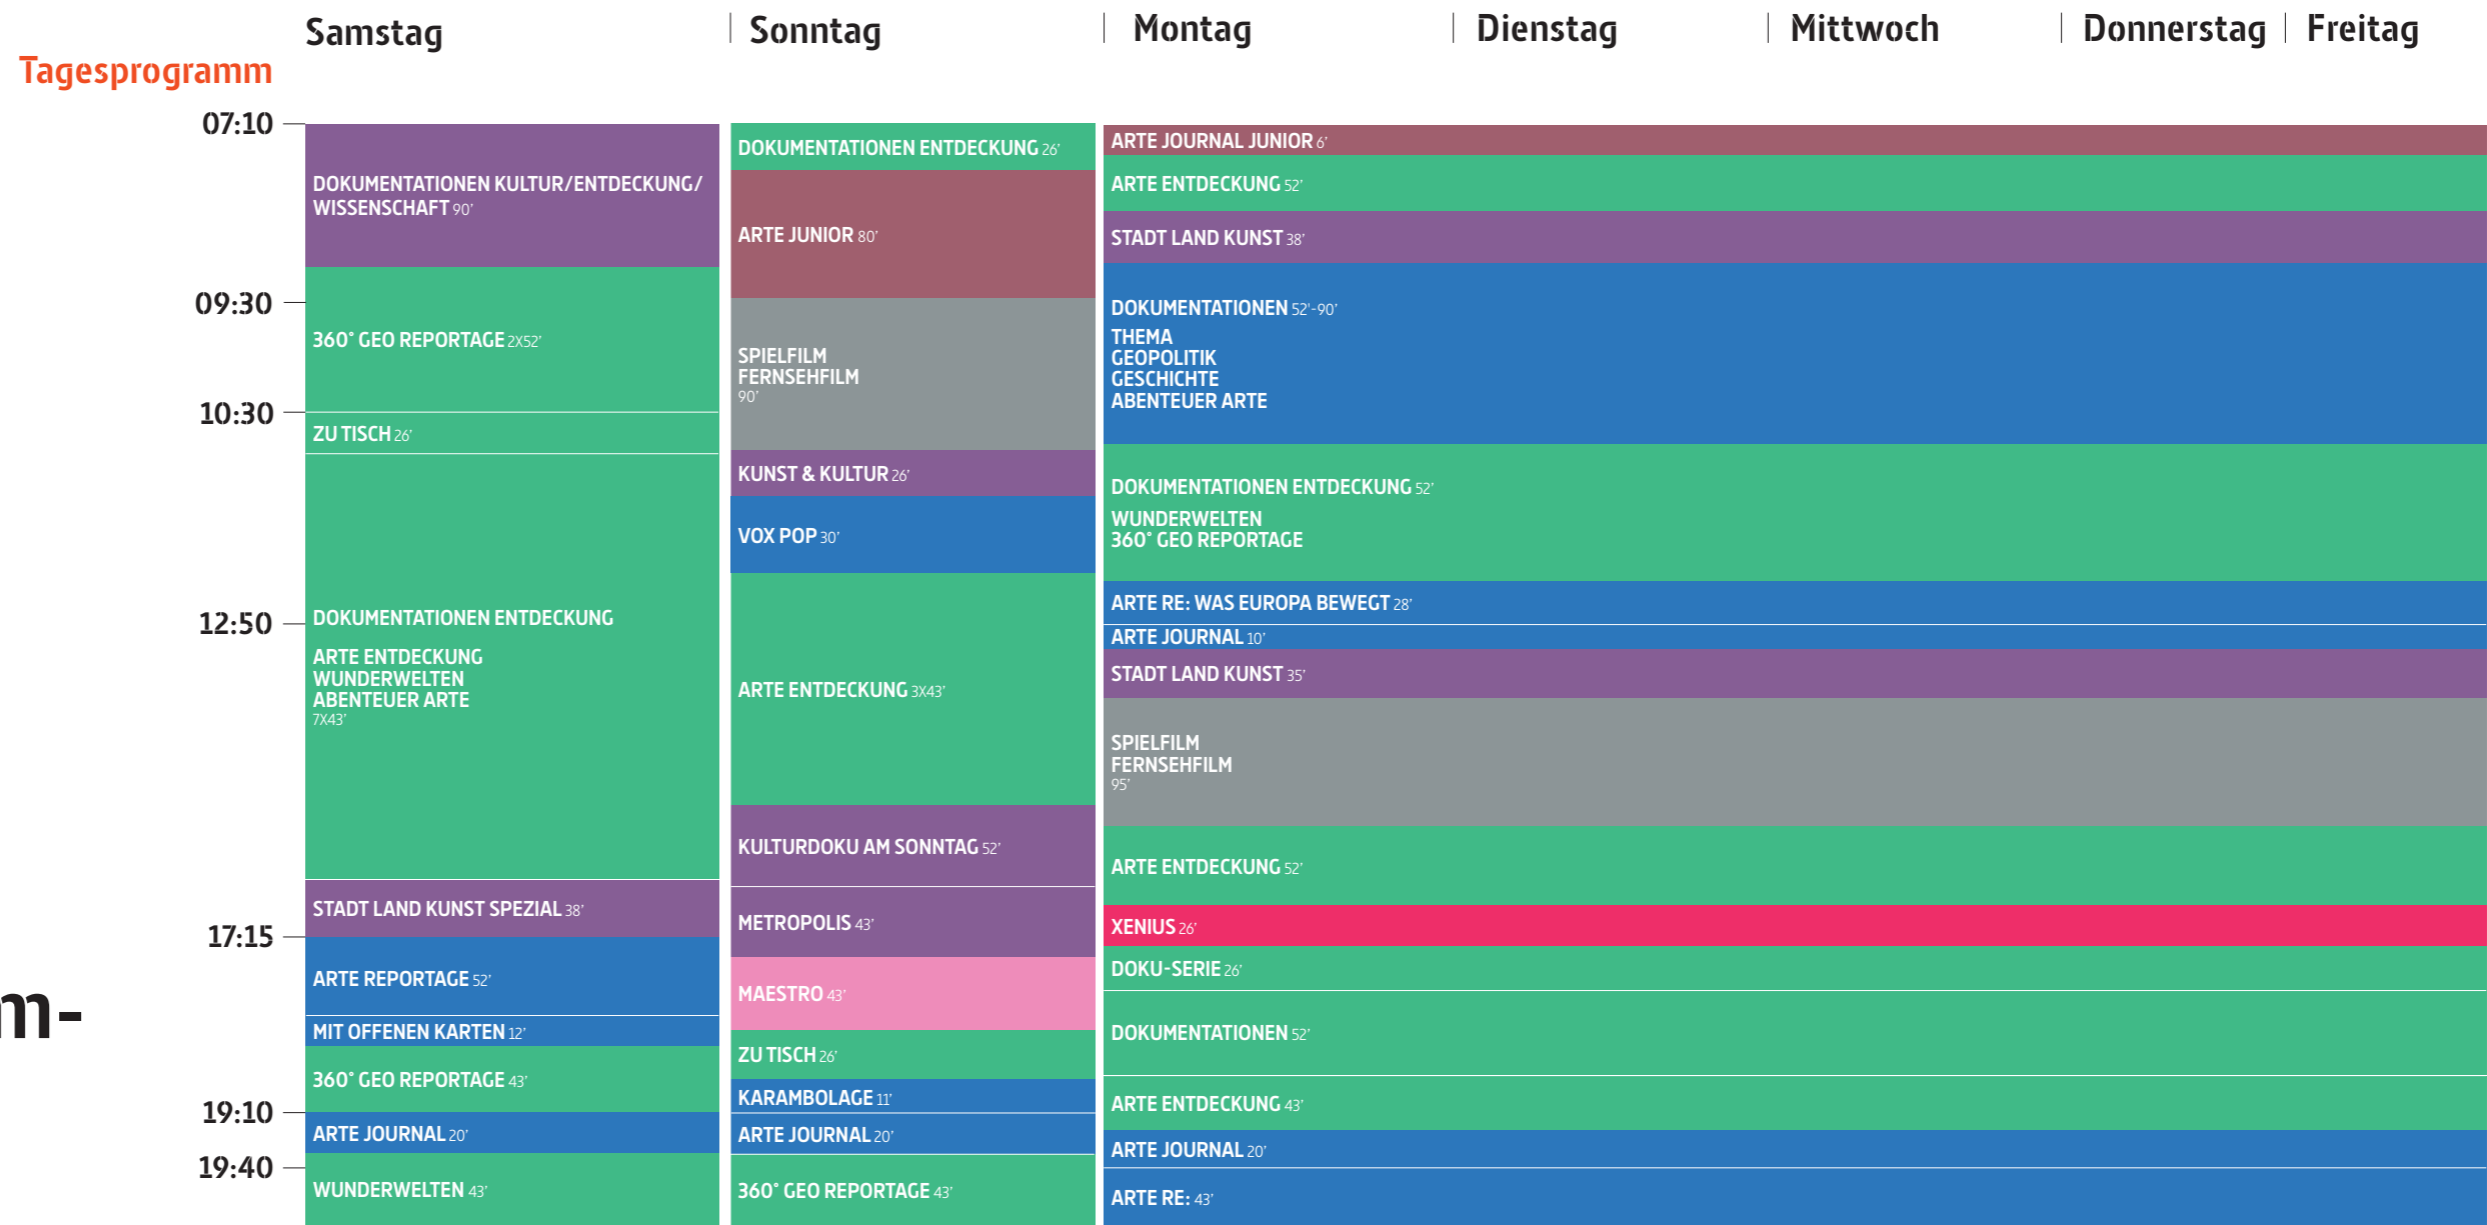 Samstag
Sonntag
Montag
Dienstag
Mittwoch
Donnerstag
Freitag
Tagesprogramm
07:10
09:30
10:30
12:50
17:15
19:10
19:40
m-
DOKUMENTATIONEN KULTUR/ENTDECKUNG/
WISSENSCHAFT 90'
360° GEO REPORTAGE 2X52'
ZU TISCH 26'
DOKUMENTATIONEN ENTDECKUNG
ARTE ENTDECKUNG
WUNDERWELTEN
ABENTEUER ARTE
7X43'
STADT LAND KUNST SPEZIAL 38'
ARTE REPORTAGE 52'
MIT OFFENEN KARTEN 12'
360° GEO REPORTAGE 43'
ARTE JOURNAL 20'
WUNDERWELTEN 43'
DOKUMENTATIONEN ENTDECKUNG 26'
ARTE JUNIOR 80'
SPIELFILM
FERNSEHFILM
90'
KUNST & KULTUR 26'
VOX POP 30'
ARTE ENTDECKUNG 3X43'
KULTURDOKU AM SONNTAG 52'
METROPOLIS 43'
MAESTRO 43'
ZU TISCH 26'
KARAMBOLAGE 11'
ARTE JOURNAL 20'
360° GEO REPORTAGE 43'
ARTE JOURNAL JUNIOR 6'
ARTE ENTDECKUNG 52'
STADT LAND KUNST 38'
DOKUMENTATIONEN 52'-90'
THEMA
GEOPOLITIK
GESCHICHTE
ABENTEUER ARTE
DOKUMENTATIONEN ENTDECKUNG 52'
WUNDERWELTEN
360° GEO REPORTAGE
ARTE RE: WAS EUROPA BEWEGT 28'
ARTE JOURNAL 10'
STADT LAND KUNST 35'
SPIELFILM
FERNSEHFILM
95'
ARTE ENTDECKUNG 52'
XENIUS 26'
DOKU-SERIE 26'
DOKUMENTATIONEN 52'
ARTE ENTDECKUNG 43'
ARTE JOURNAL 20'
ARTE RE: 43'